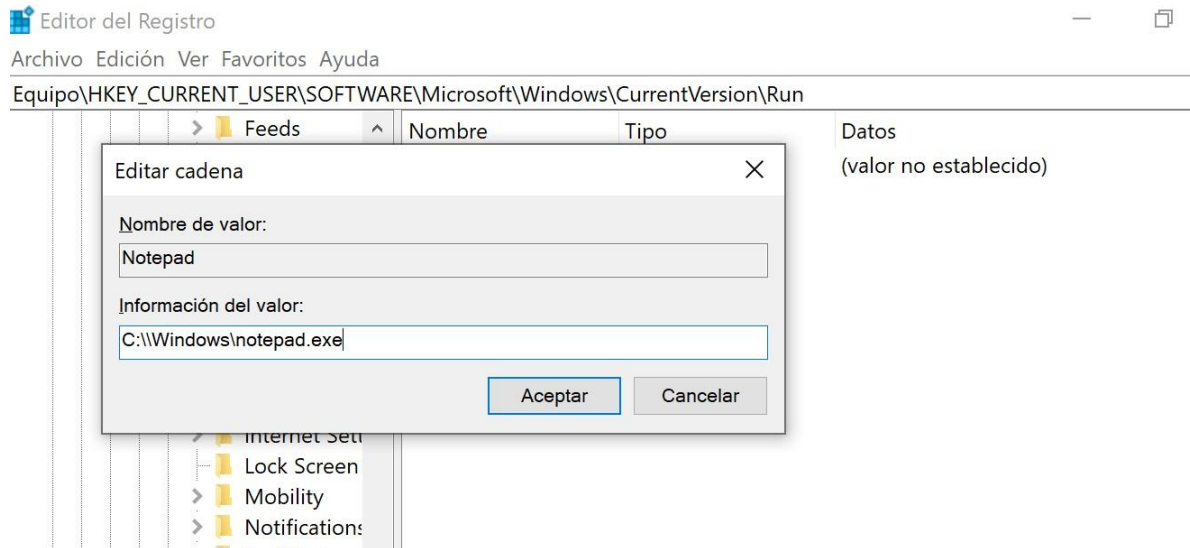 Editor del Registro
Archivo Edición Ver Favoritos Ayuda
Equipo\HKEY_CURRENT_USER\SOFTWARE\Microsoft\Windows\CurrentVersion\Run
Feeds
Nombre Tipo Datos
(valor no establecido)
Editar cadena
Nombre de valor:
Notepad
Información del valor:
C:\\Windows\notepad.exe
Aceptar Cancelar
Internet Sett
Lock Screen
Mobility
Notifications